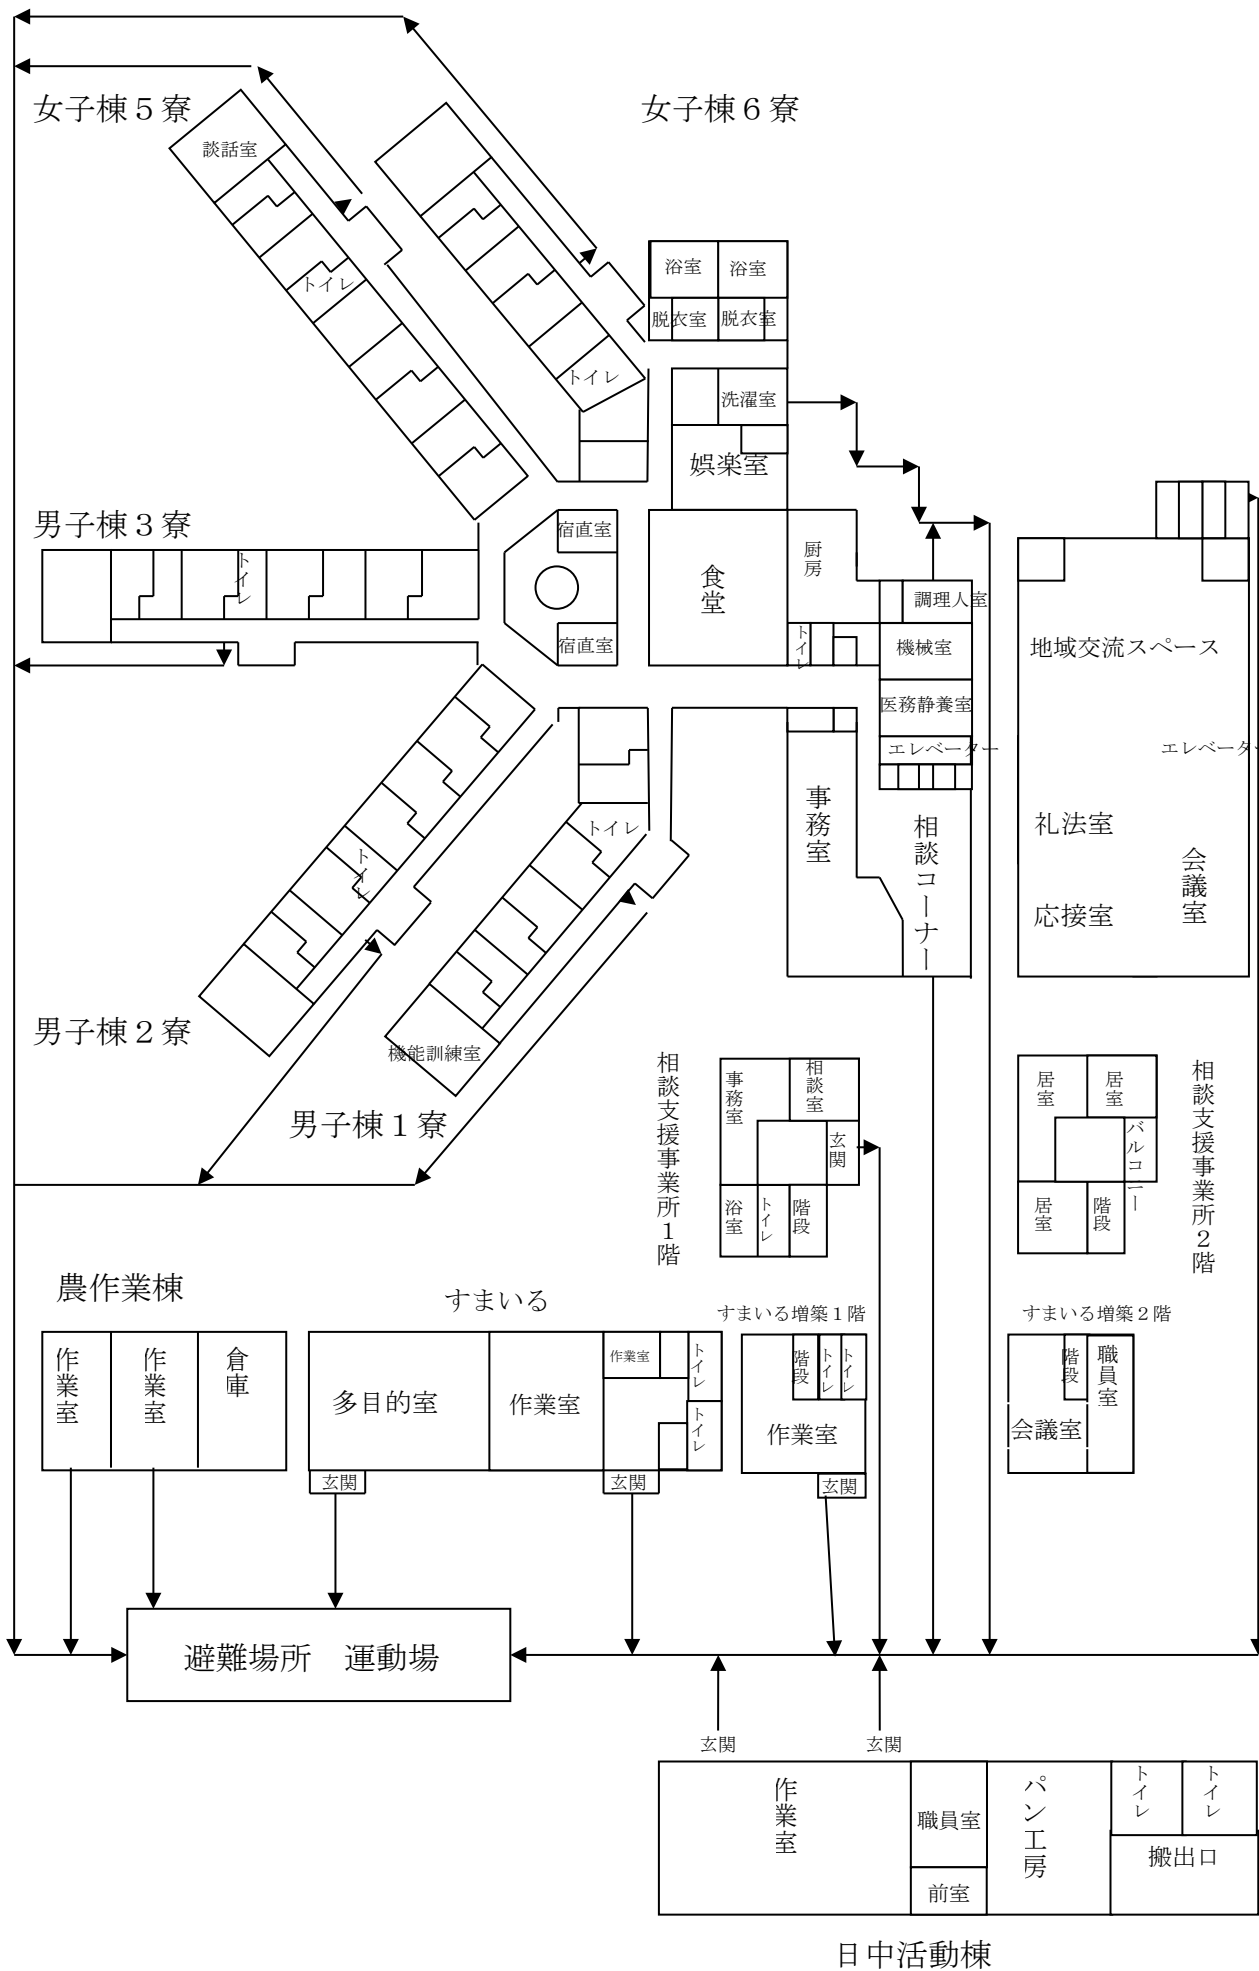 女子棟５寮
女子棟６寮
談話室
トイレ
浴室
浴室
脱衣室
脱衣室
トイレ
洗濯室
娯楽室
男子棟３寮
トイレ
宿直室
宿直室
食堂
厨房
調理人室
トイレ
機械室
医務静養室
エレベーター
地域交流スペース
エレベーター
礼法室
会議室
応接室
事務室
相談コーナー
トイレ
トイレ
男子棟２寮
機能訓練室
男子棟１寮
相談支援事業所１階
事務室
相談室
玄関
浴室
トイレ
階段
居室
居室
バルコニー
居室
階段
相談支援事業所２階
農作業棟
すまいる
すまいる増築１階
すまいる増築２階
作業室
作業室
倉庫
多目的室
作業室
作業室
トイレ
トイレ
玄関
玄関
階段
トイレ
トイレ
作業室
玄関
階段
職員室
会議室
避難場所　運動場
玄関
玄関
作業室
職員室
前室
パン工房
トイレ
トイレ
搬出口
日中活動棟